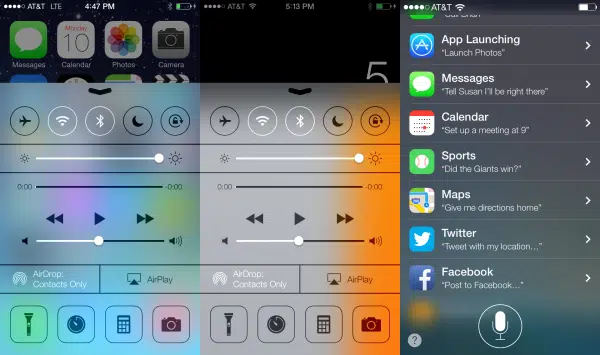 AT&T LTE 4:47 PM
Monday
10
Messages
Calendar
Photos
Camera
0:00
-0:00
AirDrop:
Contacts Only
AirPlay
AT&T 5:13 PM
5
0:00
-0:00
AirDrop:
Contacts Only
AirPlay
AT&T
“Call Brian”
App Launching
“Launch Photos”
Messages
“Tell Susan I'll be right there”
Calendar
“Set up a meeting at 9”
Sports
“Did the Giants win?”
Maps
“Give me directions home”
Twitter
“Tweet with my location…”
Facebook
“Post to Facebook…”
?